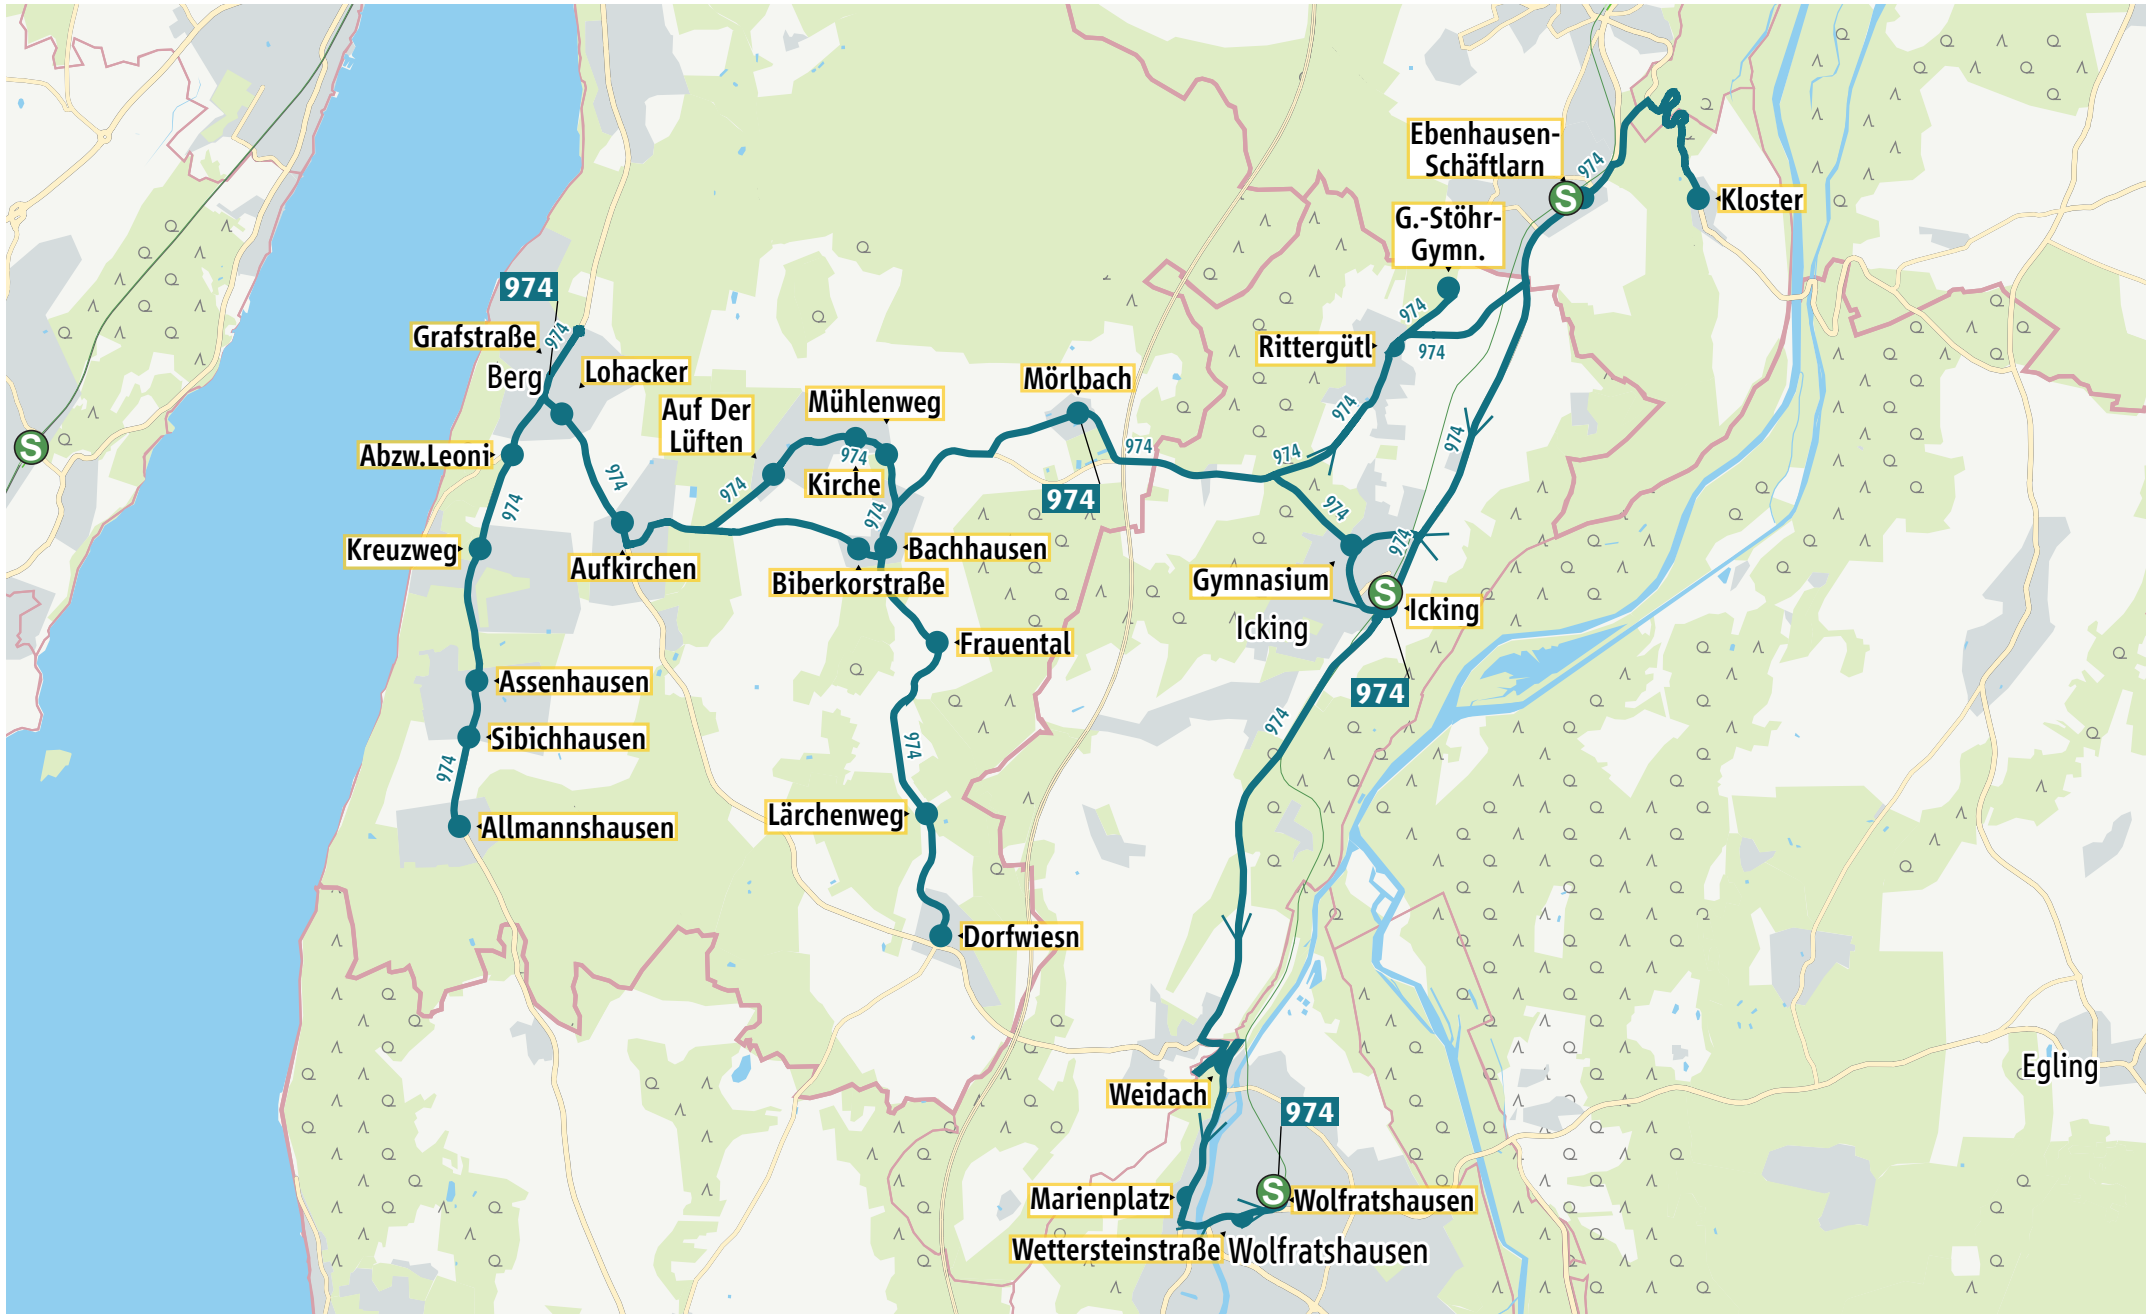 Ebenhausen-
Schäftlarn
974
S
Kloster
G.-Stöhr-
Gymn.
974
974
Grafstraße
974
Rittergütl
974
Berg
Lohacker
Mörlbach
Auf Der
Lüften
Mühlenweg
974
S
Abzw.Leoni
974
974
974
974
Kirche
974
974
974
974
974
974
974
974
Kreuzweg
Aufkirchen
Bachhausen
Biberkorstraße
Gymnasium
S
Icking
Icking
Frauental
Assenhausen
974
974
Sibichhausen
974
974
Lärchenweg
Allmannshausen
Dorfwiesn
Egling
Weidach
974
Marienplatz
S
Wolfratshausen
Wettersteinstraße
Wolfratshausen